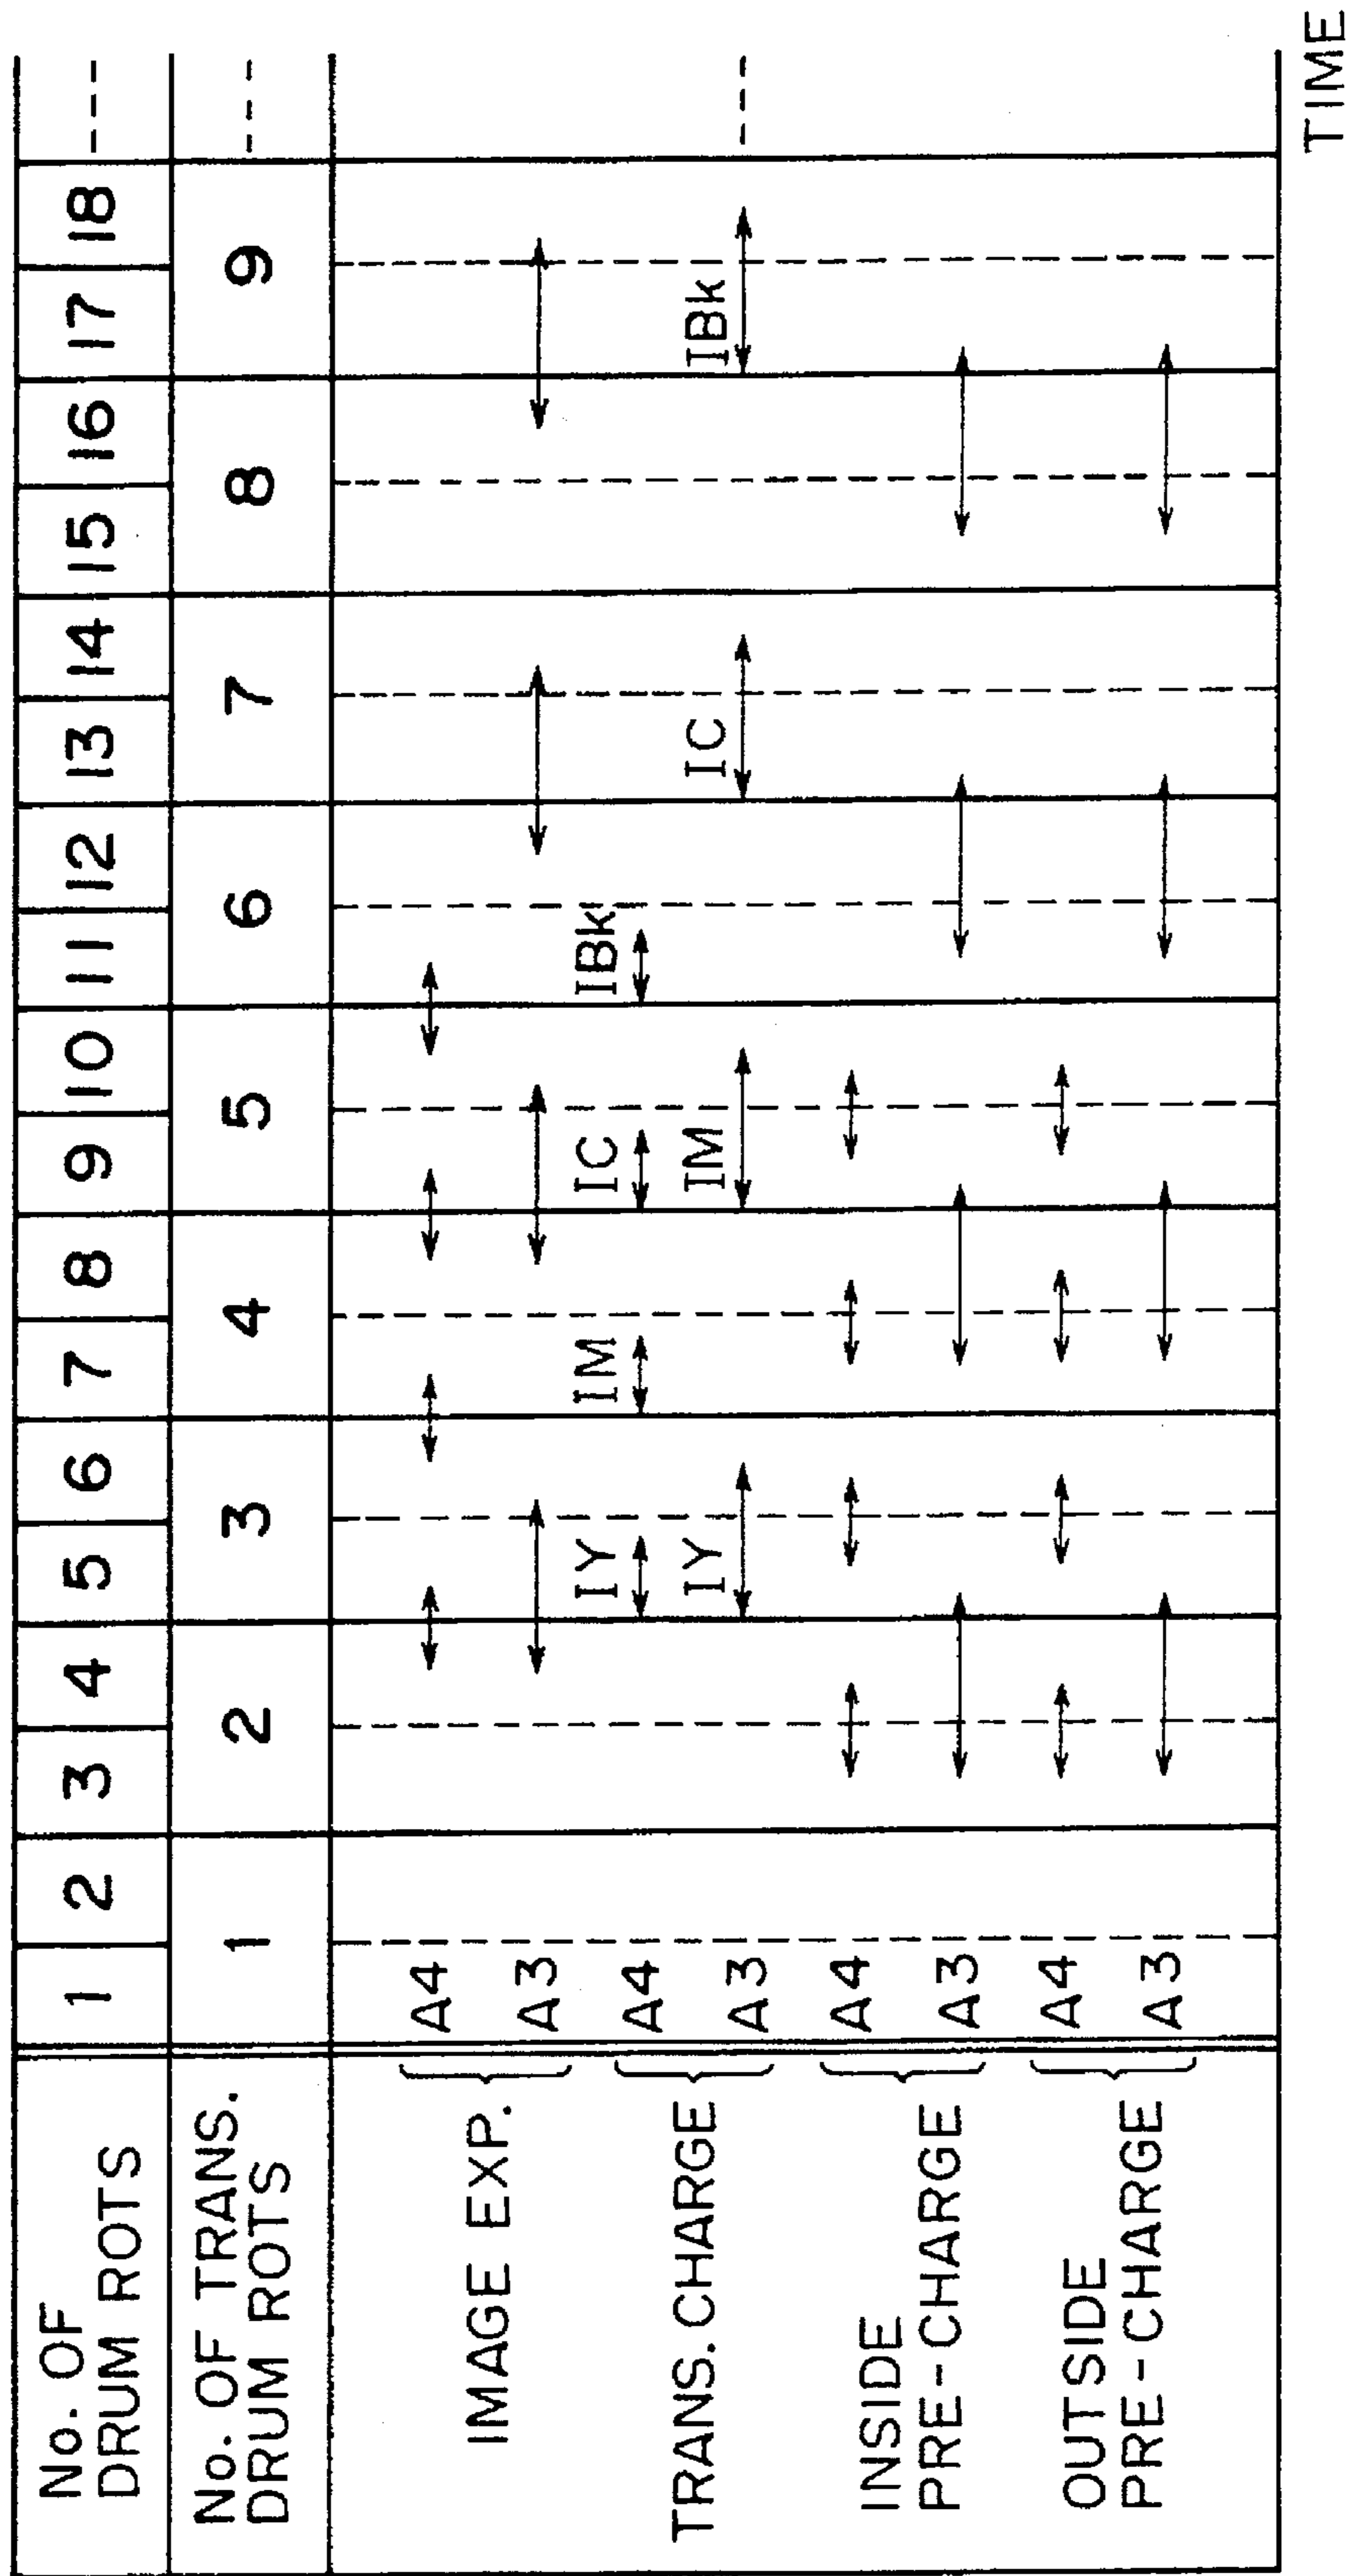 No. OF
DRUM ROTS
1 2 3 4 5 6 7 8 9 10 11 12 13 14 15 16 17 18 ---
No. OF TRANS.
DRUM ROTS
1 2 3 4 5 6 7 8 9 ---
IMAGE EXP.
A4
A3
TRANS. CHARGE
A4
IY IM IC IBk
A3
IY IM IC IBk ---
INSIDE
PRE-CHARGE
A4
A3
OUTSIDE
PRE-CHARGE
A4
A3
TIME